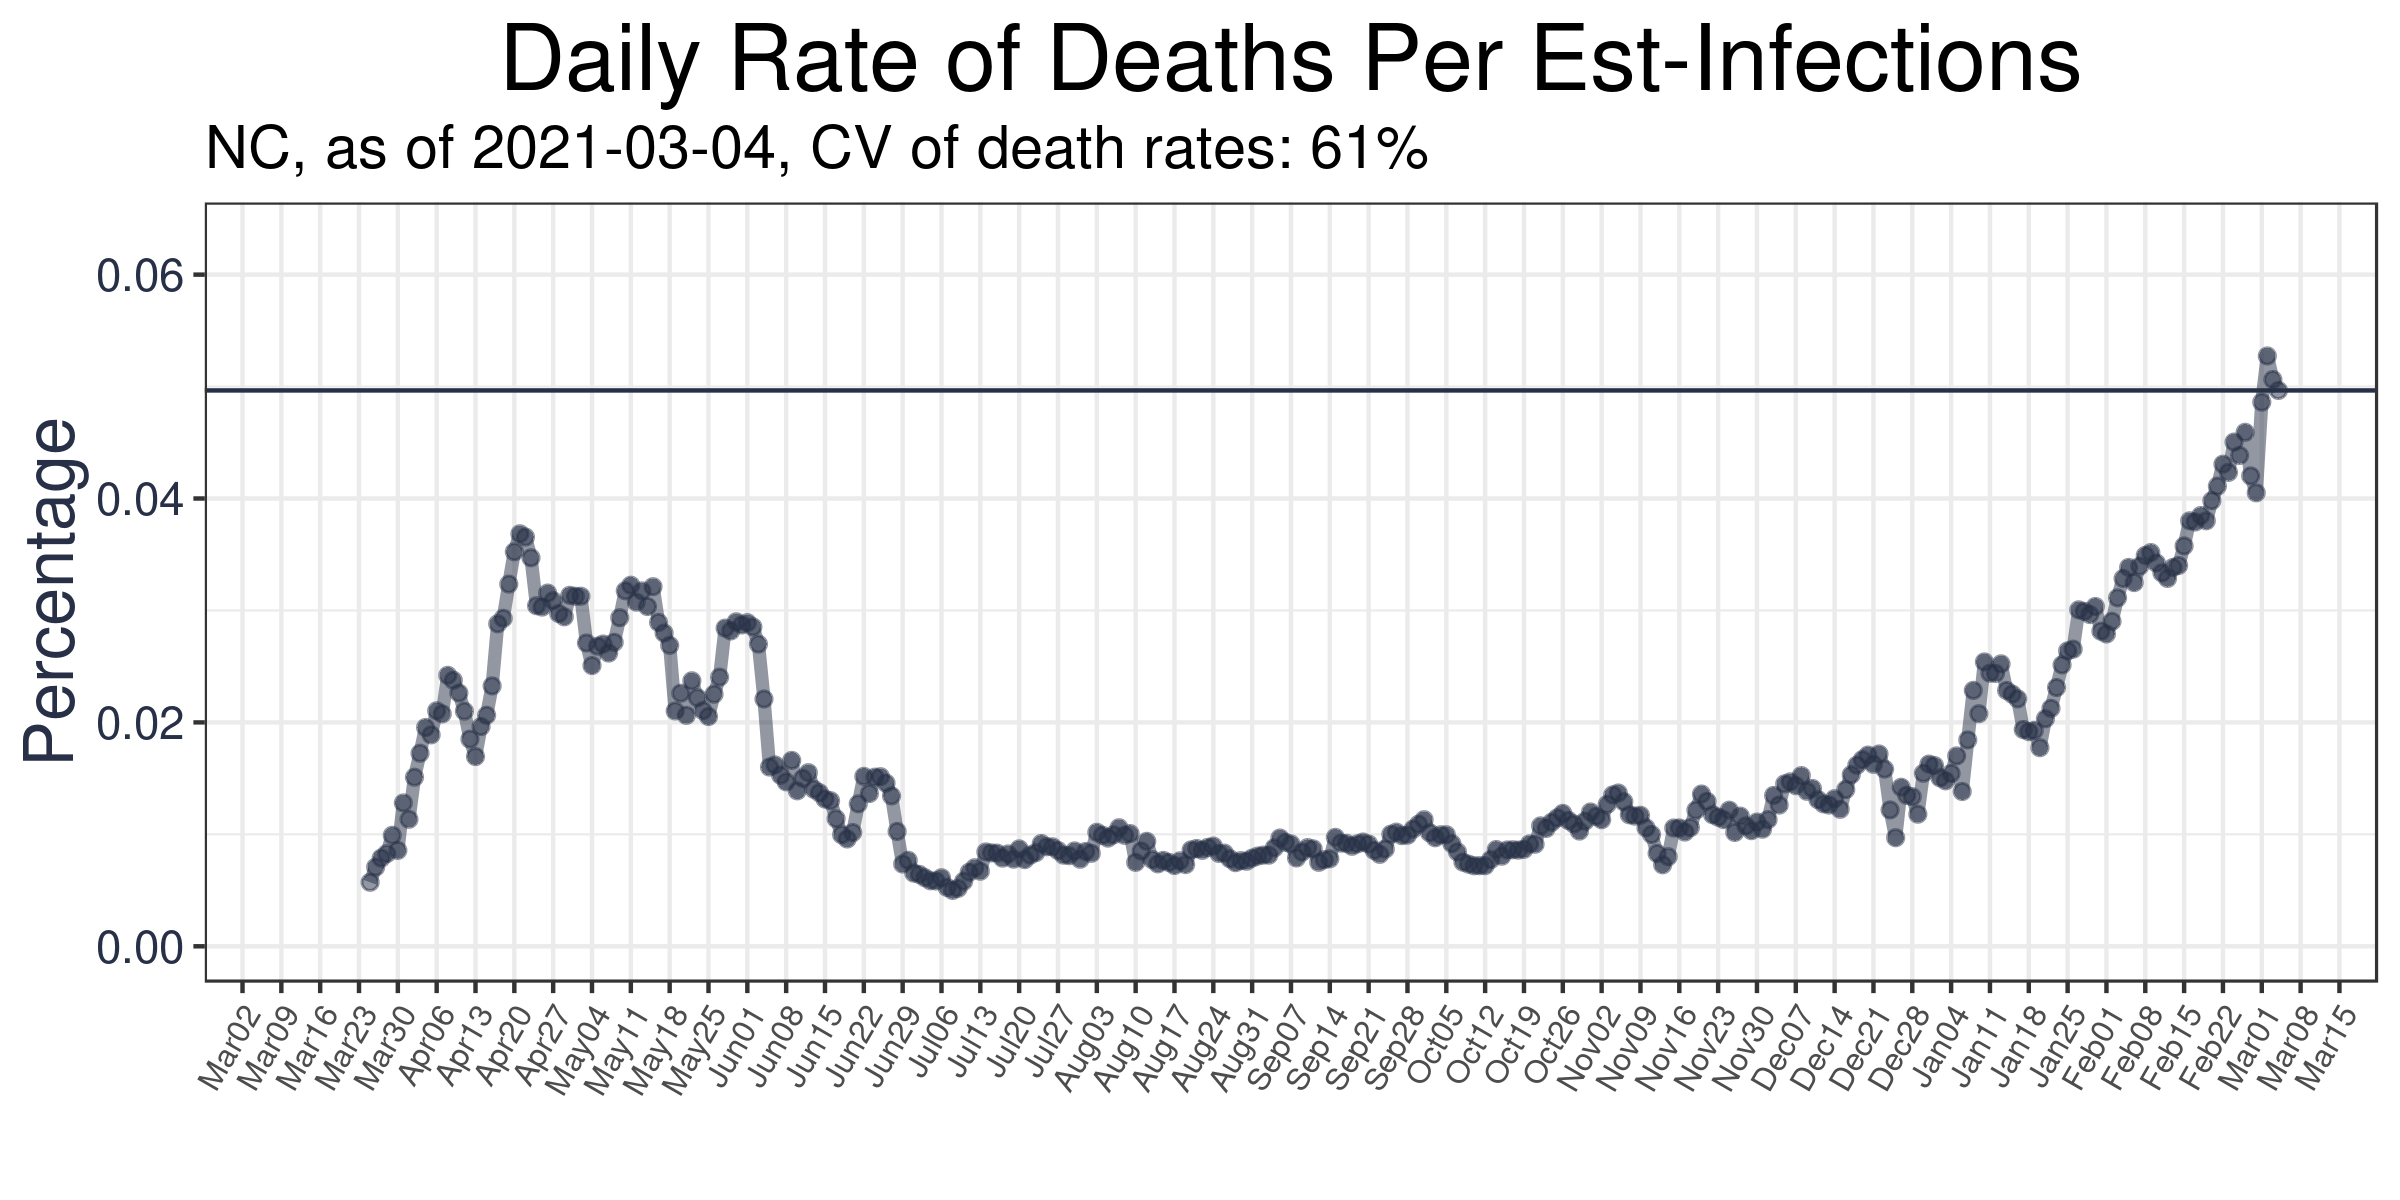 Daily Rate of Deaths Per Est-Infections
NC, as of 2021-03-04, CV of death rates: 61%
Percentage
0.06
0.04
0.02
0.00
Mar02
Mar09
Mar16
Mar23
Mar30
Apr06
Apr13
Apr20
Apr27
May04
May11
May18
May25
Jun01
Jun08
Jun15
Jun22
Jun29
Jul06
Jul13
Jul20
Jul27
Aug03
Aug10
Aug17
Aug24
Aug31
Sep07
Sep14
Sep21
Sep28
Oct05
Oct12
Oct19
Oct26
Nov02
Nov09
Nov16
Nov23
Nov30
Dec07
Dec14
Dec21
Dec28
Jan04
Jan11
Jan18
Jan25
Feb01
Feb08
Feb15
Feb22
Mar01
Mar08
Mar15